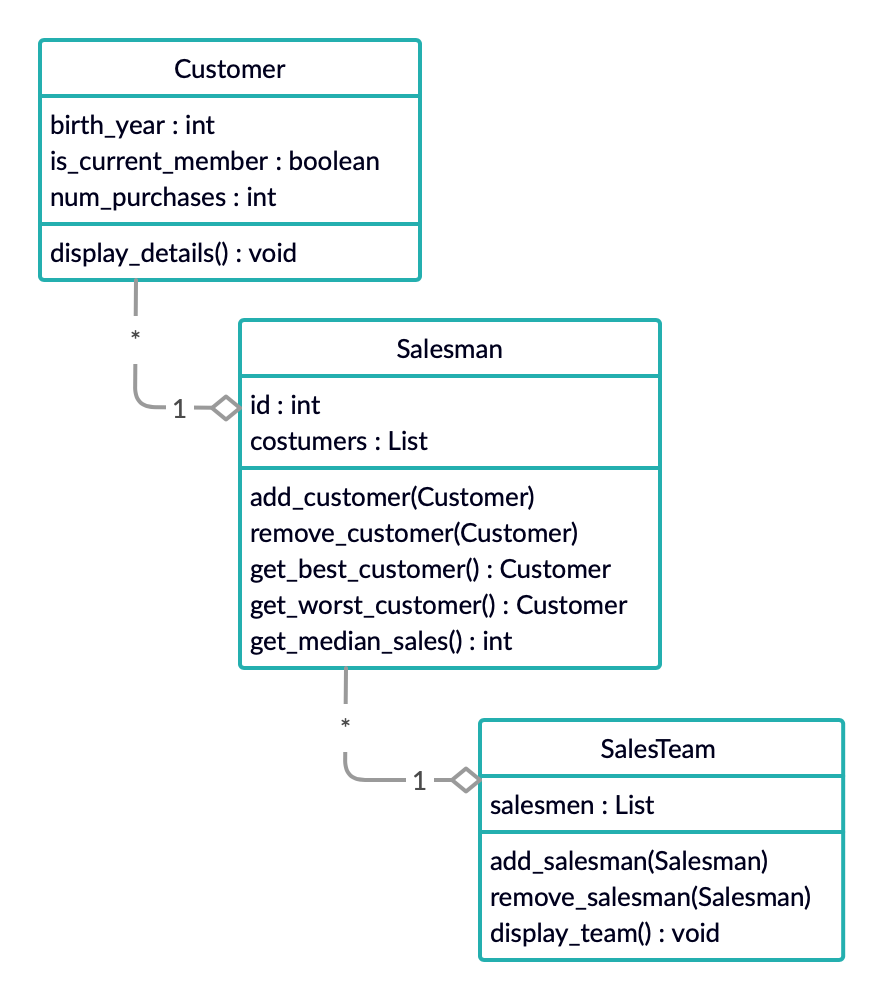 Customer
birth_year : int
is_current_member : boolean
num_purchases : int
display_details() : void
*
1
Salesman
id : int
costumers : List
add_customer(Customer)
remove_customer(Customer)
get_best_customer() : Customer
get_worst_customer() : Customer
get_median_sales() : int
*
1
SalesTeam
salesmen : List
add_salesman(Salesman)
remove_salesman(Salesman)
display_team() : void